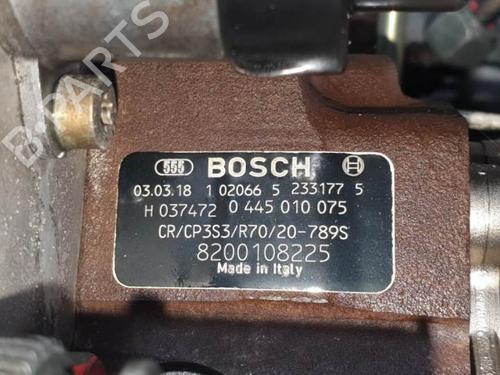 B-PARTS
555 BOSCH
03.03.18 1 02066 5 233177 5
H 037472 0 445 010 075
CR/CP3S3/R70/20-789S
8200108225
Made in Italy